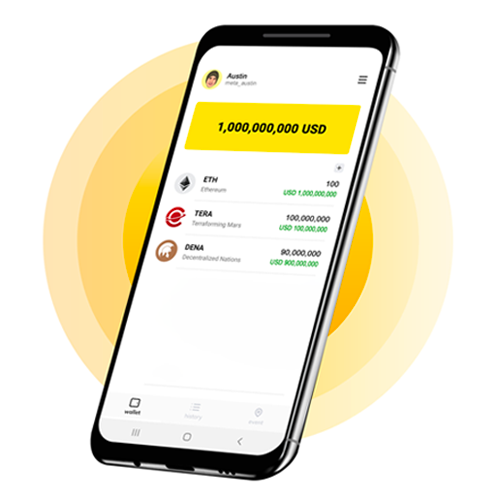 Austin
meta_austin
1,000,000,000 USD
ETH
Ethereum
100
USD 1,000,000,000
TERA
Terraforming Mars
100,000,000
USD 100,000,000
DENA
Decentralized Nations
90,000,000
USD 900,000,000
wallet
history
event